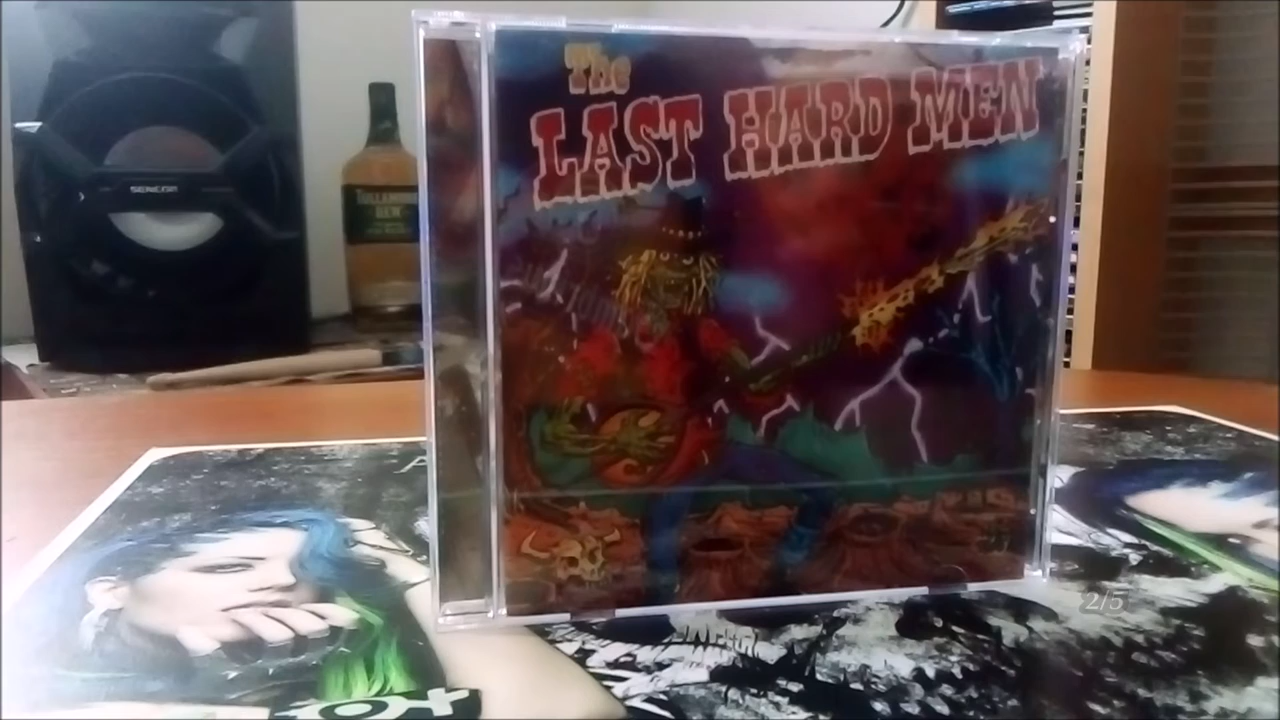 The
LAST HARD MEN
SENCOR
TULLAMORE
DEW
2/5